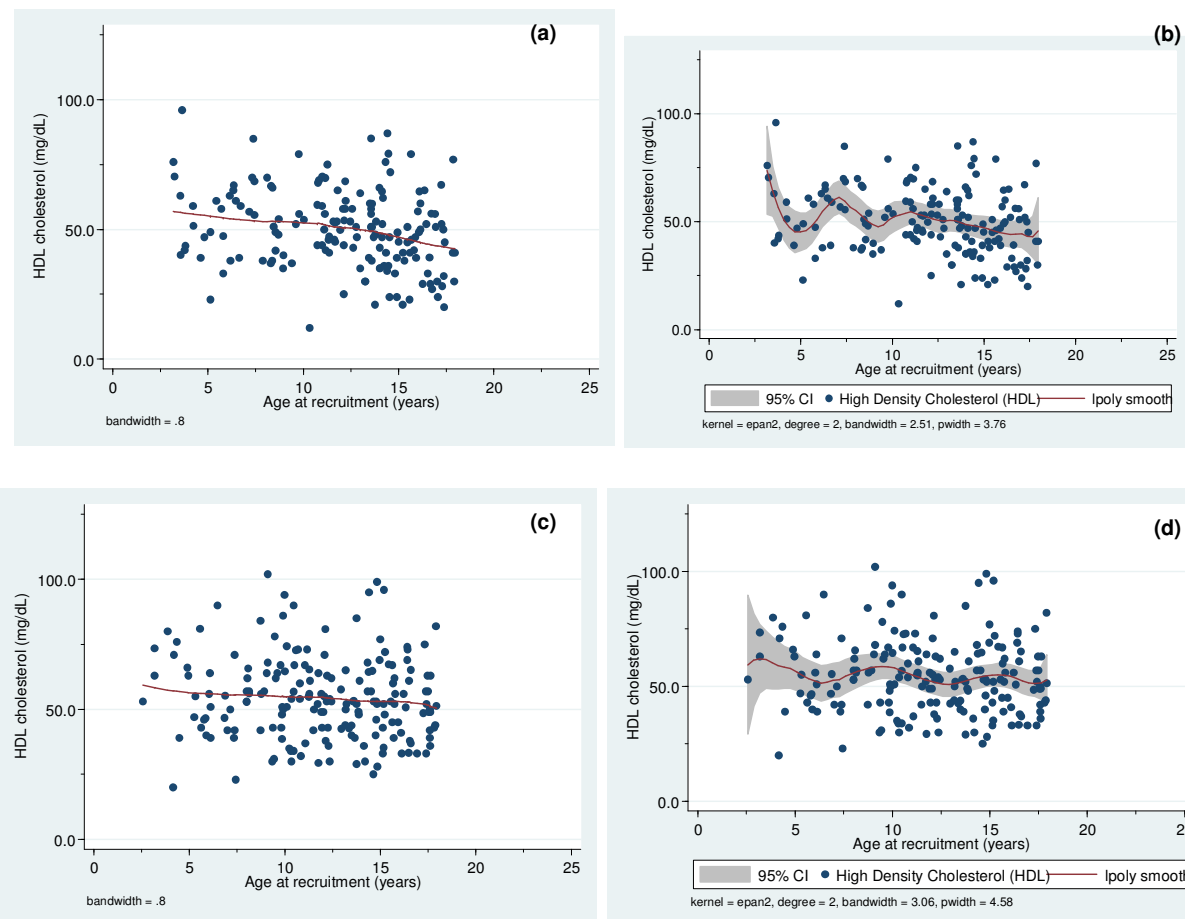 (a)
HDL cholesterol (mg/dL)
100.0
50.0
0.0
0 5 10 15 20 25
Age at recruitment (years)
bandwidth = .8
(b)
HDL cholesterol (mg/dL)
100.0
50.0
0.0
0 5 10 15 20 25
Age at recruitment (years)
95% CI High Density Cholesterol (HDL) lpoly smooth
kernel = epan2, degree = 2, bandwidth = 2.51, pwidth = 3.76
(c)
HDL cholesterol (mg/dL)
100.0
50.0
0.0
0 5 10 15 20 25
Age at recruitment (years)
bandwidth = .8
(d)
HDL cholesterol (mg/dL)
100.0
50.0
0.0
0 5 10 15 20 2
Age at recruitment (years)
95% CI High Density Cholesterol (HDL) lpoly smooth
kernel = epan2, degree = 2, bandwidth = 3.06, pwidth = 4.58